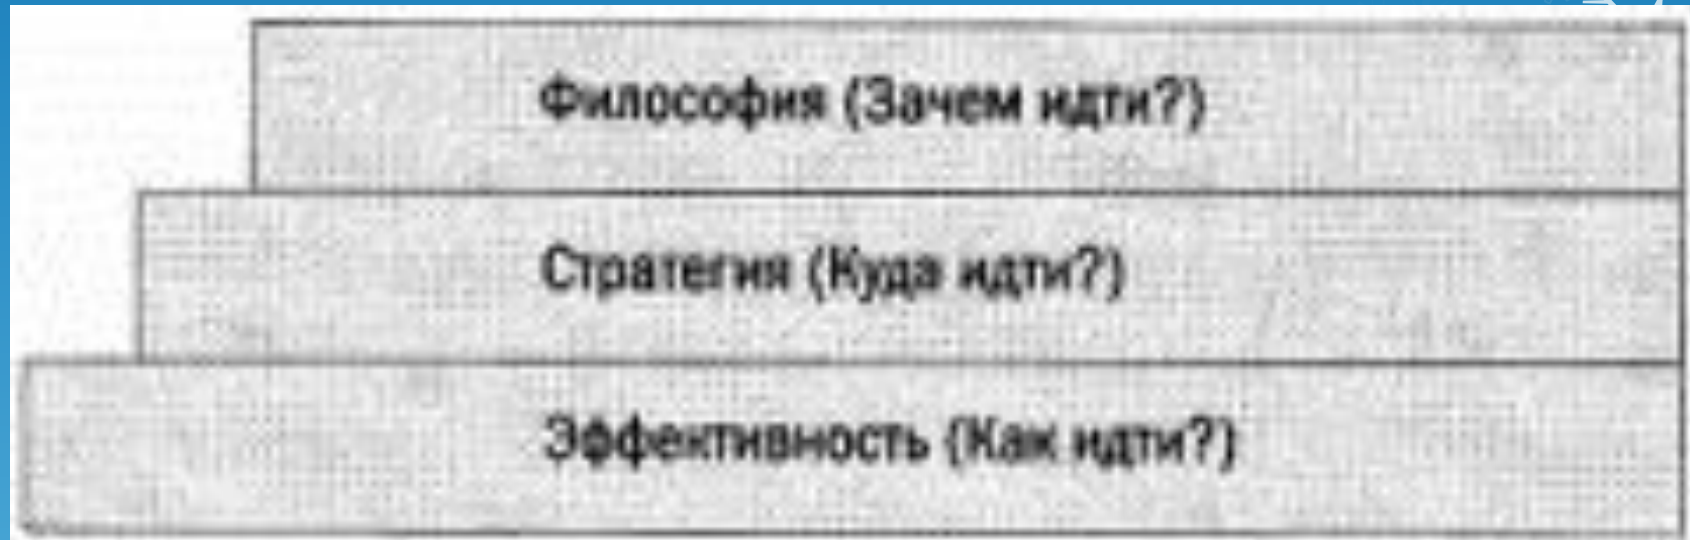 Философия (Зачем идти?)
Стратегия (Куда идти?)
Эффективность (Как идти?)